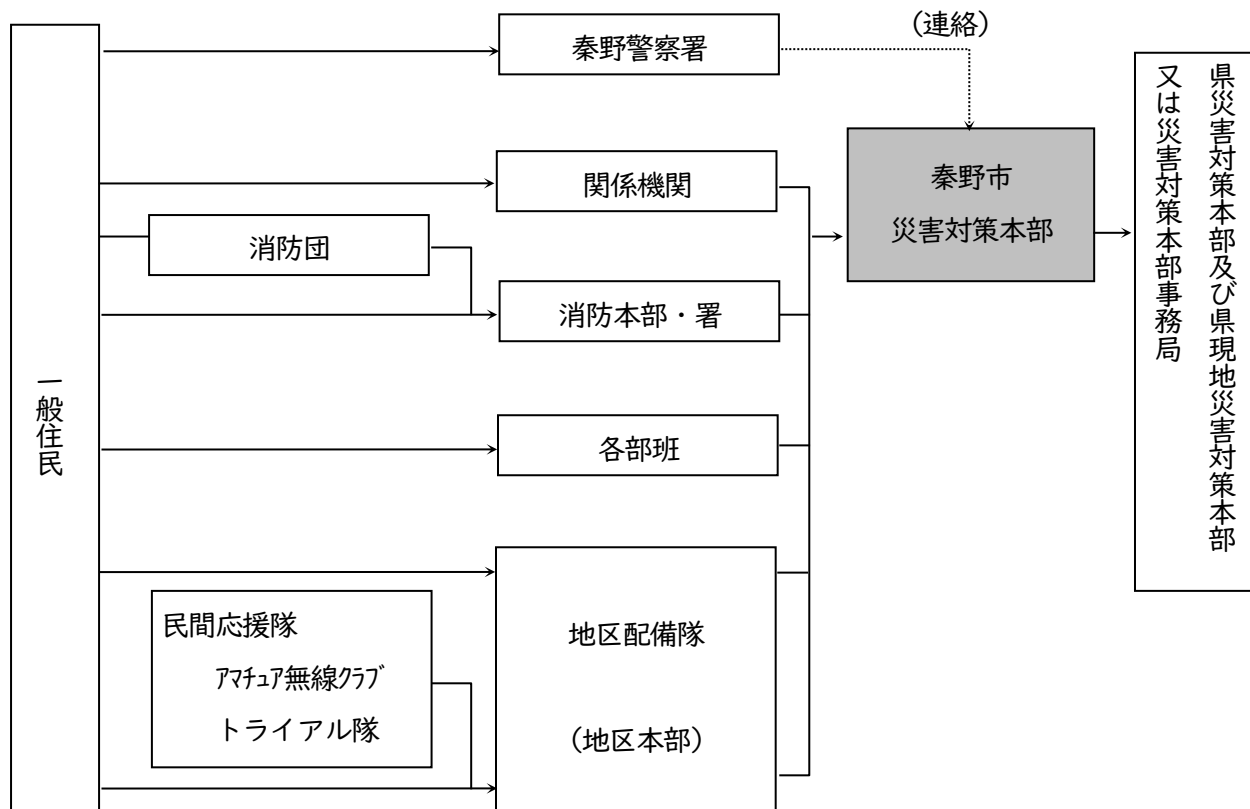 一般住民
秦野警察署
(連絡)
関係機関
消防団
消防本部・署
各部班
民間応援隊
アマチュア無線クラブ
トライアル隊
地区配備隊
(地区本部)
秦野市
災害対策本部
県災害対策本部及び県現地災害対策本部
又は災害対策本部事務局